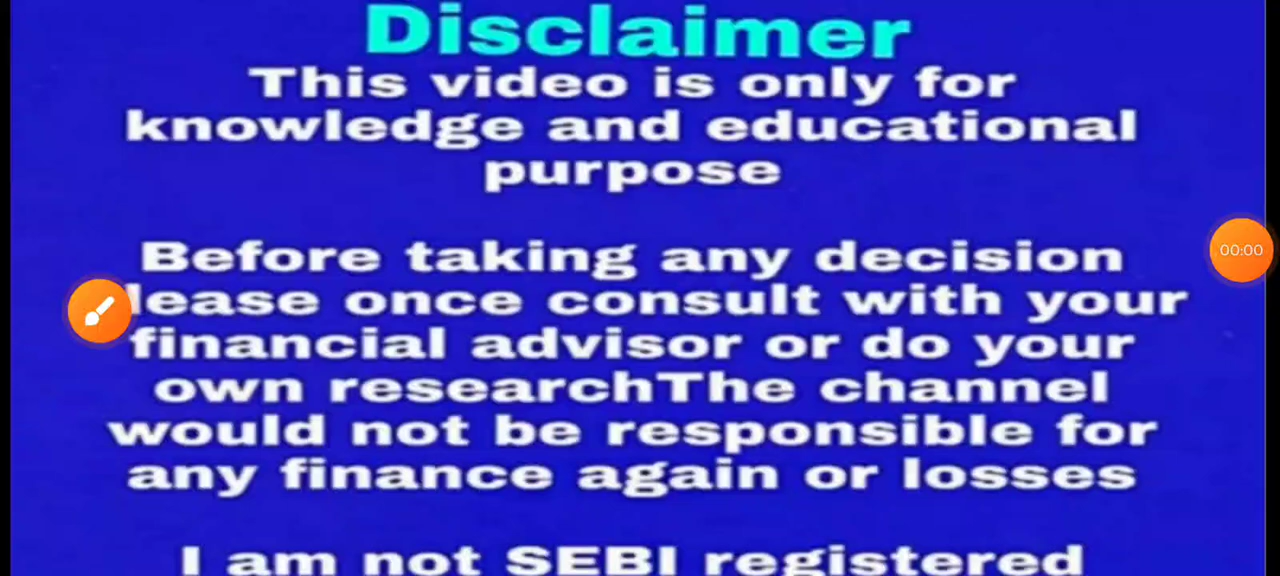 Disclaimer
This video is only for
knowledge and educational
purpose
Before taking any decision
lease once consult with your
financial advisor or do your
own researchThe channel
would not be responsible for
any finance again or losses
I am not SEBI registered
00:00